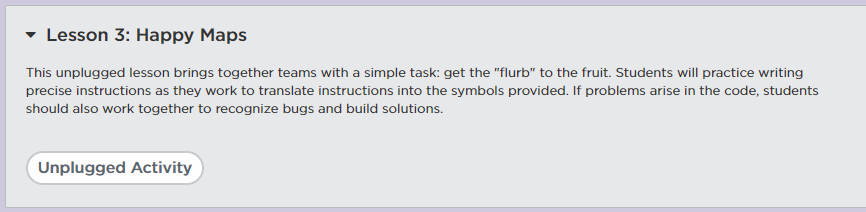 Lesson 3: Happy Maps
This unplugged lesson brings together teams with a simple task: get the "flurb" to the fruit. Students will practice writing
precise instructions as they work to translate instructions into the symbols provided. If problems arise in the code, students
should also work together to recognize bugs and build solutions.
Unplugged Activity